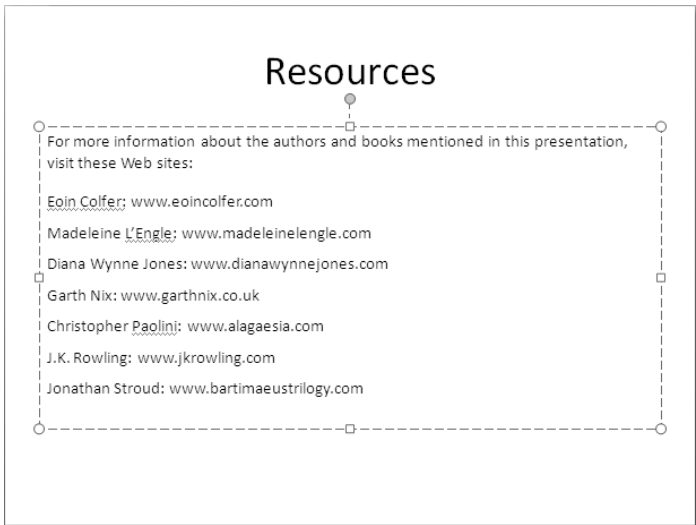 Resources
For more information about the authors and books mentioned in this presentation,
visit these Web sites:
Eoin Colfer: www.eoincolfer.com
Madeleine L’Engle: www.madeleinelengle.com
Diana Wynne Jones: www.dianawynnejones.com
Garth Nix: www.garthnix.co.uk
Christopher Paolini: www.alagaesia.com
J.K. Rowling: www.jkrowling.com
Jonathan Stroud: www.bartimaeustrilogy.com